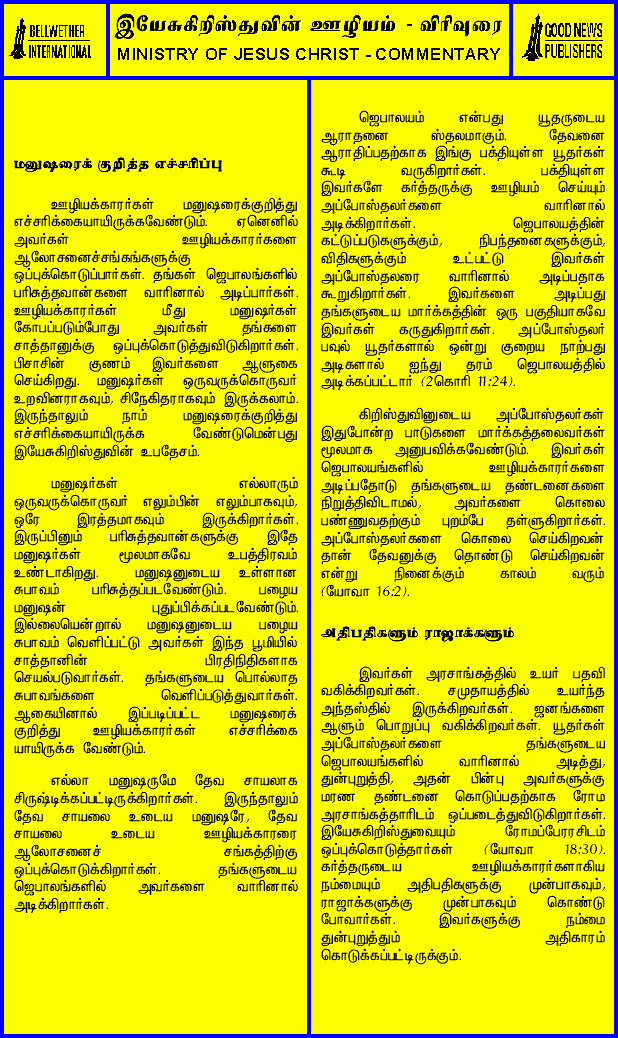 BELLWETHER
INTERNATIONAL
இயேசுகிறிஸ்துவின் ஊழியம் - விரிவுரை
MINISTRY OF JESUS CHRIST - COMMENTARY
GOOD NEWS
PUBLISHERS
மனுஷரைக் குறித்த எச்சரிப்பு
ஊழியக்காரர்கள் மனுஷரைக்குறித்து
எச்சரிக்கையாயிருக்கவேண்டும். ஏனெனில்
அவர்கள் ஊழியக்காரர்களை
ஆலோசனைச்சங்கங்களுக்கு
ஒப்புக்கொடுப்பார்கள். தங்கள் ஜெபாலங்களில்
பரிசுத்தவான்களை வாரினால் அடிப்பார்கள்.
ஊழியக்காரர்கள் மீது மனுஷர்கள்
கோபப்படும்போது அவர்கள் தங்களை
சாத்தானுக்கு ஒப்புக்கொடுத்துவிடுகிறார்கள்.
பிசாசின் குணம் இவர்களை ஆளுகை
செய்கிறது. மனுஷர்கள் ஒருவருக்கொருவர்
உறவினராகவும், சிநேகிதராகவும் இருக்கலாம்.
இருந்தாலும் நாம் மனுஷரைக்குறித்து
எச்சரிக்கையாயிருக்க வேண்டுமென்பது
இயேசுகிறிஸ்துவின் உபதேசம்.
மனுஷர்கள் எல்லாரும்
ஒருவருக்கொருவர் எலும்பின் எலும்பாகவும்,
ஒரே இரத்தமாகவும் இருக்கிறார்கள்.
இருப்பினும் பரிசுத்தவான்களுக்கு இதே
மனுஷர்கள் மூலமாகவே உபத்திரவம்
உண்டாகிறது. மனுஷனுடைய உள்ளான
சுபாவம் பரிசுத்தப்படவேண்டும். பழைய
மனுஷன் புதுப்பிக்கப்படவேண்டும்.
இல்லையென்றால் மனுஷனுடைய பழைய
சுபாவம் வெளிப்பட்டு அவர்கள் இந்த பூமியில்
சாத்தானின் பிரதிநிதிகளாக
செயல்படுவார்கள். தங்களுடைய பொல்லாத
சுபாவங்களை வெளிப்படுத்துவார்கள்.
ஆகையினால் இப்படிப்பட்ட மனுஷரைக்
குறித்து ஊழியக்காரர்கள் எச்சரிக்கை
யாயிருக்க வேண்டும்.
எல்லா மனுஷருமே தேவ சாயலாக
சிருஷ்டிக்கப்பட்டிருக்கிறார்கள். இருந்தாலும்
தேவ சாயலை உடைய மனுஷரே, தேவ
சாயலை உடைய ஊழியக்காரரை
ஆலோசனைச் சங்கத்திற்கு
ஒப்புக்கொடுக்கிறார்கள். தங்களுடைய
ஜெபாலங்களில் அவர்களை வாரினால்
அடிக்கிறார்கள்.
ஜெபாலயம் என்பது யூதருடைய
ஆராதனை ஸ்தலமாகும். தேவனை
ஆராதிப்பதற்காக இங்கு பக்தியுள்ள யூதர்கள்
கூடி வருகிறார்கள். பக்தியுள்ள
இவர்களே கர்த்தருக்கு ஊழியம் செய்யும்
அப்போஸ்தலர்களை வாரினால்
அடிக்கிறார்கள். ஜெபாலயத்தின்
கட்டுப்படுகளுக்கும், நிபந்தனைகளுக்கும்,
விதிகளுக்கும் உட்பட்டு இவர்கள்
அப்போஸ்தலரை வாரினால் அடிப்பதாக
கூறுகிறார்கள். இவர்களை அடிப்பது
தங்களுடைய மார்க்கத்தின் ஒரு பகுதியாகவே
இவர்கள் கருதுகிறார்கள். அப்போஸ்தலர்
பவுல் யூதர்களால் ஒன்று குறைய நாற்பது
அடிகளால் ஐந்து தரம் ஜெபாலயத்தில்
அடிக்கப்பட்டார் (2கொரி 11:24).
கிறிஸ்துவினுடைய அப்போஸ்தலர்கள்
இதுபோன்ற பாடுகளை மார்க்கத்தலைவர்கள்
மூலமாக அனுபவிக்கவேண்டும். இவர்கள்
ஜெபாலயங்களில் ஊழியக்காரர்களை
அடிப்பதோடு தங்களுடைய தண்டனைகளை
நிறுத்திவிடாமல், அவர்களை கொலை
பண்ணுவதற்கும் புறம்பே தள்ளுகிறார்கள்.
அப்போஸ்தலர்களை கொலை செய்கிறவன்
தான் தேவனுக்கு தொண்டு செய்கிறவன்
என்று நினைக்கும் காலம் வரும்
(யோவா 16:2).
அதிபதிகளும் ராஜாக்களும்
இவர்கள் அரசாங்கத்தில் உயர் பதவி
வகிக்கிறவர்கள். சமுதாயத்தில் உயர்ந்த
அந்தஸ்தில் இருக்கிறவர்கள். ஜனங்களை
ஆளும் பொறுப்பு வகிக்கிறவர்கள். யூதர்கள்
அப்போஸ்தலர்களை தங்களுடைய
ஜெபாலயங்களில் வாரினால் அடித்து,
துன்புறுத்தி, அதன் பின்பு அவர்களுக்கு
மரண தண்டனை கொடுப்பதற்காக ரோம
அரசாங்கத்தாரிடம் ஒப்படைத்துவிடுகிறார்கள்.
இயேசுகிறிஸ்துவையும் ரோமப்பேரரசிடம்
ஒப்புக்கொடுத்தார்கள் (யோவா 18:30).
கர்த்தருடைய ஊழியக்காரர்களாகிய
நம்மையும் அதிபதிகளுக்கு முன்பாகவும்,
ராஜாக்களுக்கு முன்பாகவும் கொண்டு
போவார்கள். இவர்களுக்கு நம்மை
துன்புறுத்தும் அதிகாரம்
கொடுக்கப்பட்டிருக்கும்.